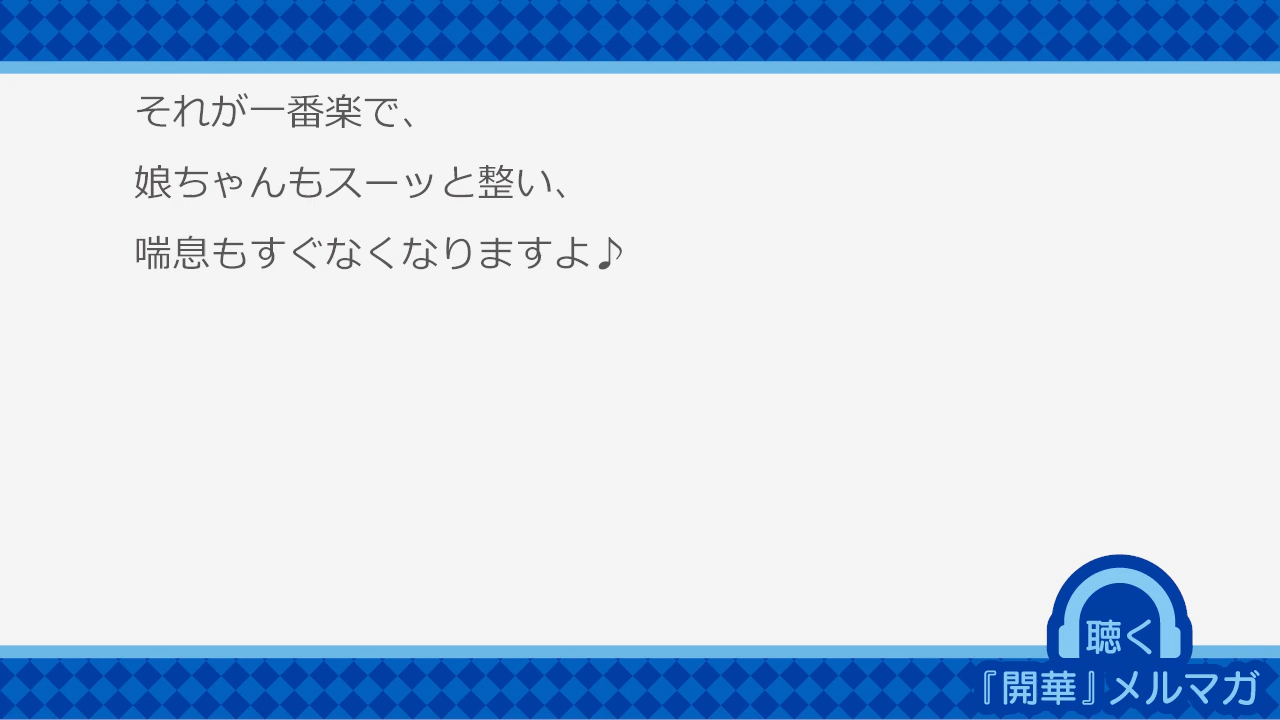 それが一番楽で、
娘ちゃんもスーッと整い、
喘息もすぐなくなりますよ♪
聴く
『開華』メルマガ